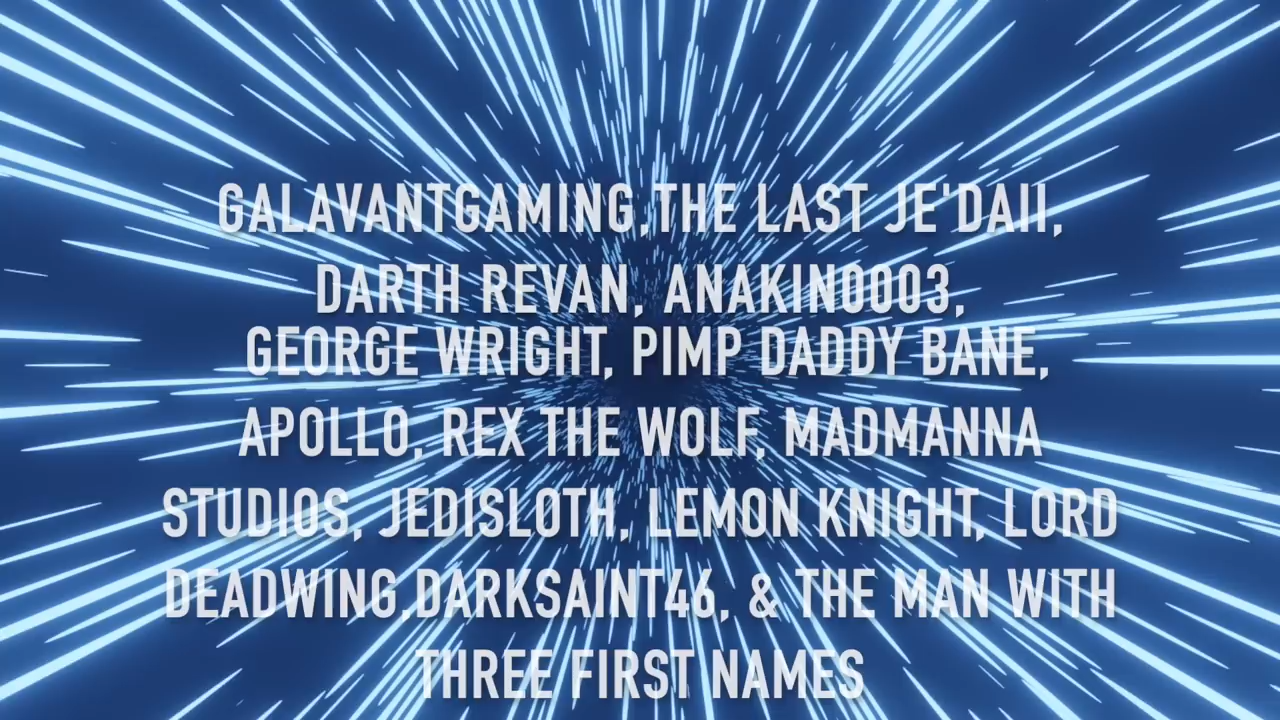 GALAVANTGAMING,THE LAST JE'DAII,
DARTH REVAN, ANAKIN0003,
GEORGE WRIGHT, PIMP DADDY BANE,
APOLLO, REX THE WOLF, MADMANNA
STUDIOS, JEDISLOTH, LEMON KNIGHT, LORD
DEADWING,DARKSAINT46, & THE MAN WITH
THREE FIRST NAMES